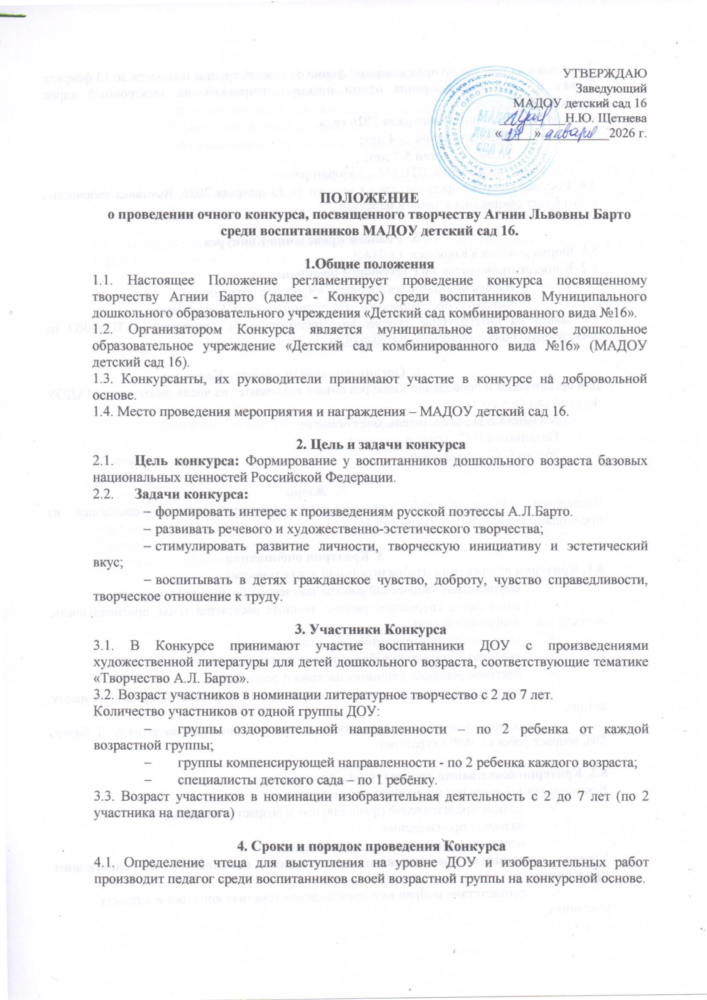 УТВЕРЖДАЮ
Заведующий
МАДОУ детский сад 16
Н.Ю. Щетнева
« » января 2026 г.
МАДОУ
детский
сад 16
ПОЛОЖЕНИЕ
о проведении очного конкурса, посвященного творчеству Агнии Львовны Барто
среди воспитанников МАДОУ детский сад 16.
1.Общие положения
1.1. Настоящее Положение регламентирует проведение конкурса посвященному
творчеству Агнии Барто (далее - Конкурс) среди воспитанников Муниципального
дошкольного образовательного учреждения «Детский сад комбинированного вида №16».
1.2. Организатором Конкурса является муниципальное автономное дошкольное
образовательное учреждение «Детский сад комбинированного вида №16» (МАДОУ
детский сад 16).
1.3. Конкурсанты, их руководители принимают участие в конкурсе на добровольной
основе.
1.4. Место проведения мероприятия и награждения – МАДОУ детский сад 16.
2. Цель и задачи конкурса
2.1. Цель конкурса: Формирование у воспитанников дошкольного возраста базовых
национальных ценностей Российской Федерации.
2.2. Задачи конкурса:
– формировать интерес к произведениям русской поэтессы А.Л.Барто.
– развивать речевого и художественно-эстетического творчества;
– стимулировать развитие личности, творческую инициативу и эстетический
вкус;
– воспитывать в детях гражданское чувство, доброту, чувство справедливости,
творческое отношение к труду.
3. Участники Конкурса
3.1. В Конкурсе принимают участие воспитанники ДОУ с произведениями
художественной литературы для детей дошкольного возраста, соответствующие тематике
«Творчество А.Л. Барто».
3.2. Возраст участников в номинации литературное творчество с 2 до 7 лет.
Количество участников от одной группы ДОУ:
– группы оздоровительной направленности – по 2 ребенка от каждой
возрастной группы;
– группы компенсирующей направленности - по 2 ребенка каждого возраста;
– специалисты детского сада – по 1 ребёнку.
3.3. Возраст участников в номинации изобразительная деятельность с 2 до 7 лет (по 2
участника на педагога)
4. Сроки и порядок проведения Конкурса
4.1. Определение чтеца для выступления на уровне ДОУ и изобразительных работ
производит педагог среди воспитанников своей возрастной группы на конкурсной основе.